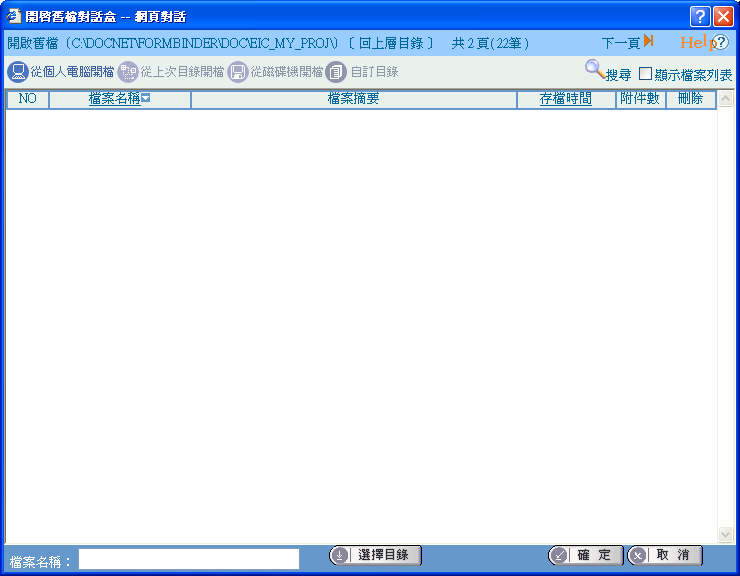 開啓舊檔對話盒 -- 網頁對話
開啟舊檔〔C:\DOCNET\FORMBINDER\DOC\EIC_MY_PROJ\〕〔 回上層目錄 〕 共 2 頁( 22筆 ) 下一頁 Help
從個人電腦開檔 從上次目錄開檔 從磁碟機開檔 自訂目錄 搜尋 顯示檔案列表
NO 檔案名稱 檔案摘要 存檔時間 附件數 刪除
檔案名稱： 選擇目錄 確 定 取 消